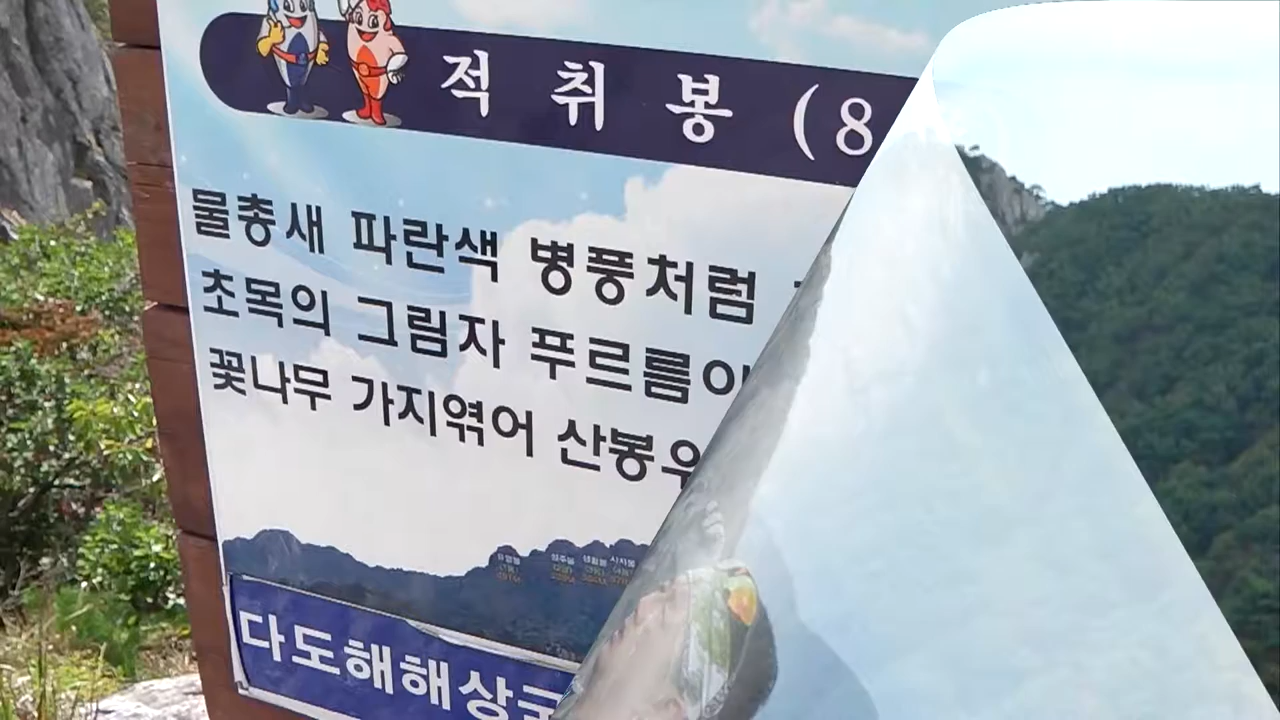 적취봉 (8
물총새 파란색 병풍처럼
초목의 그림자 푸르름이
꽃나무 가지엮어 산봉우
다도해해상국